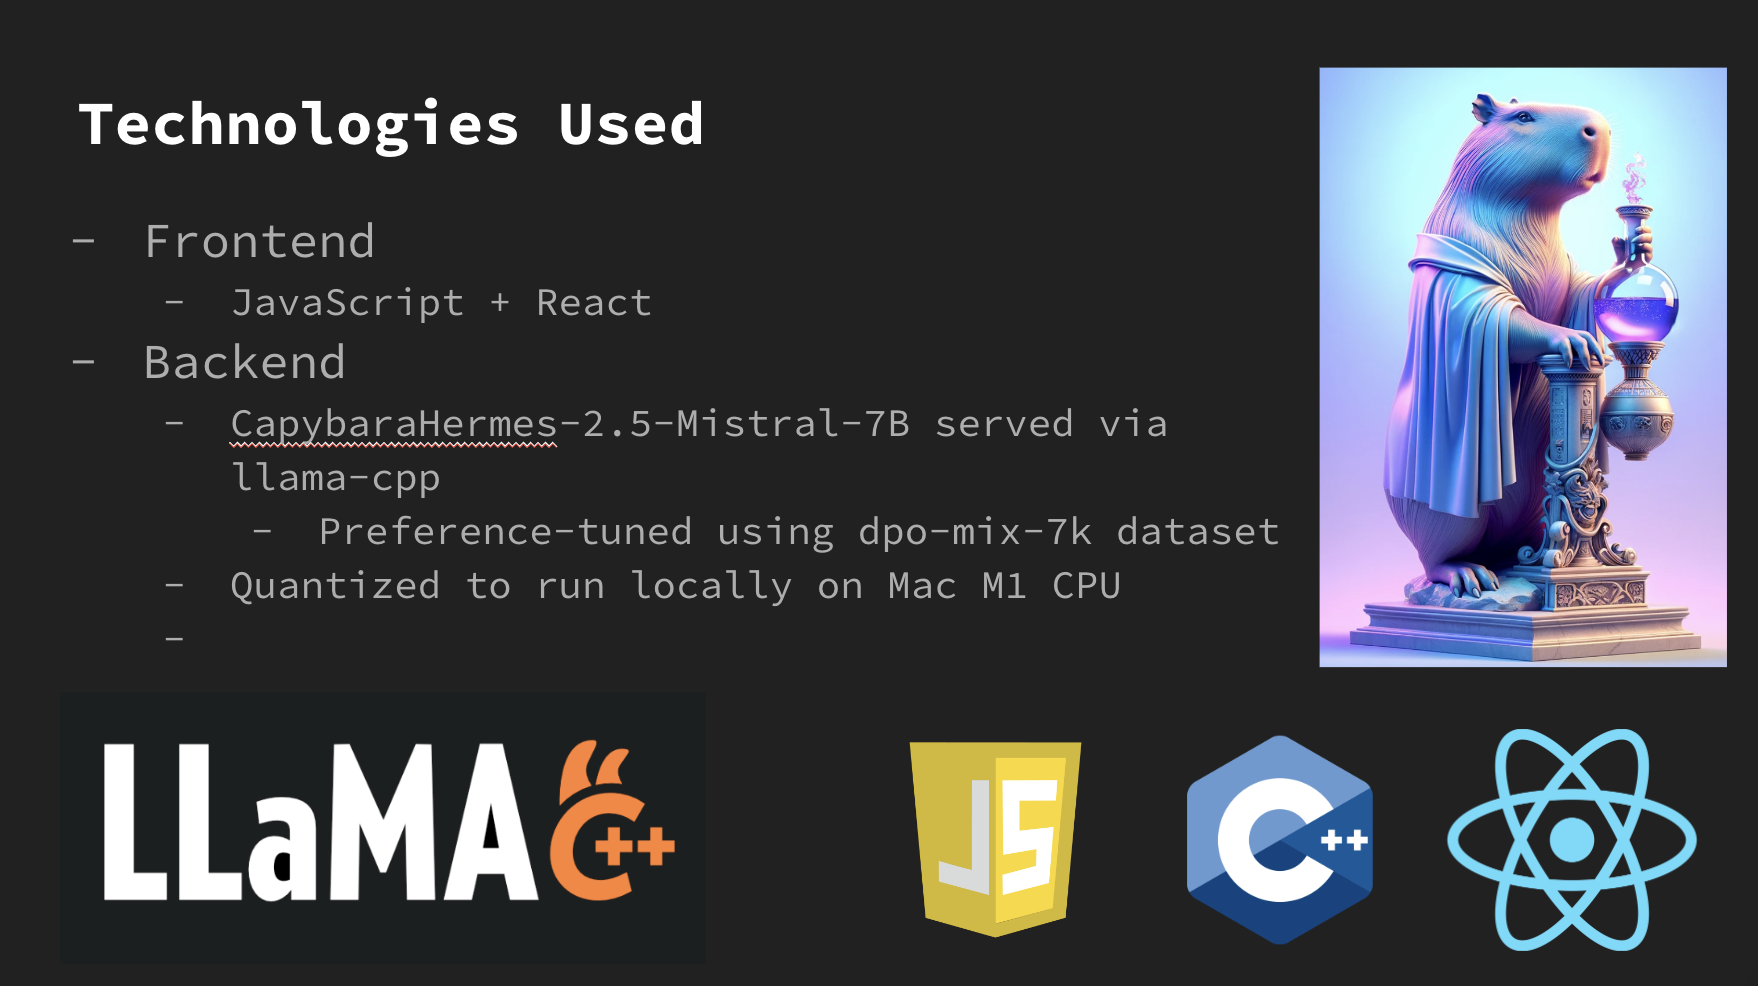 Technologies Used
- Frontend
- JavaScript + React
- Backend
- CapybaraHermes-2.5-Mistral-7B served via
llama-cpp
- Preference-tuned using dpo-mix-7k dataset
- Quantized to run locally on Mac M1 CPU
-
LLaMA C++
JS
C++